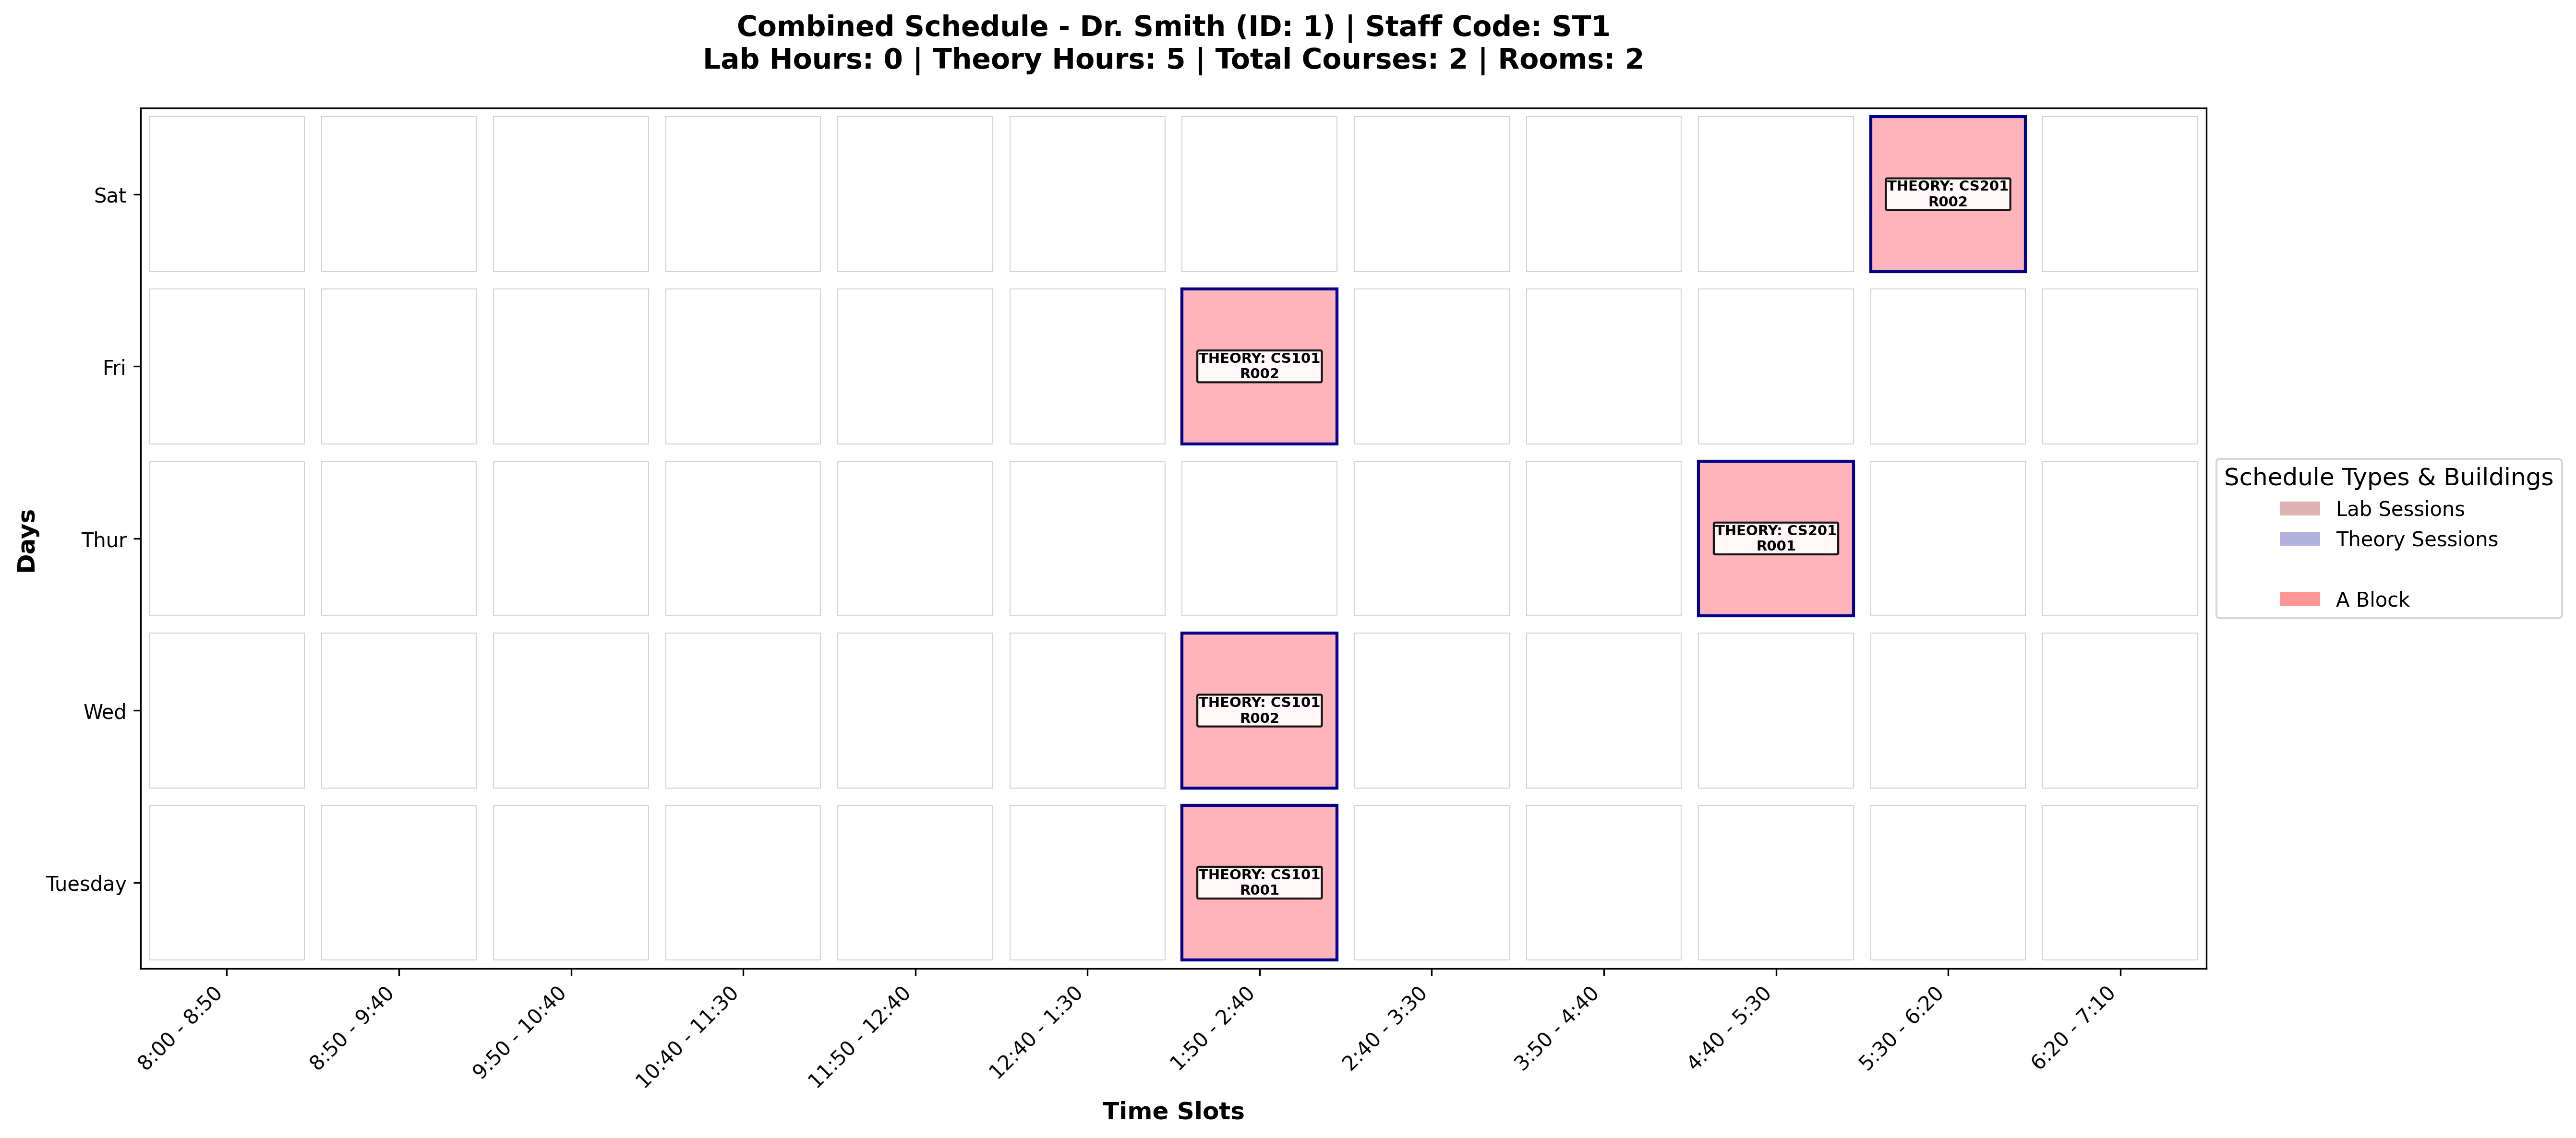 Combined Schedule - Dr. Smith (ID: 1) | Staff Code: ST1
Lab Hours: 0 | Theory Hours: 5 | Total Courses: 2 | Rooms: 2
Days
Sat
THEORY: CS201
R002
Fri
THEORY: CS101
R002
Thur
THEORY: CS201
R001
Wed
THEORY: CS101
R002
Tuesday
THEORY: CS101
R001
8:00 - 8:50
8:50 - 9:40
9:50 - 10:40
10:40 - 11:30
11:50 - 12:40
12:40 - 1:30
1:50 - 2:40
2:40 - 3:30
3:50 - 4:40
4:40 - 5:30
5:30 - 6:20
6:20 - 7:10
Time Slots
Schedule Types & Buildings
Lab Sessions
Theory Sessions
A Block